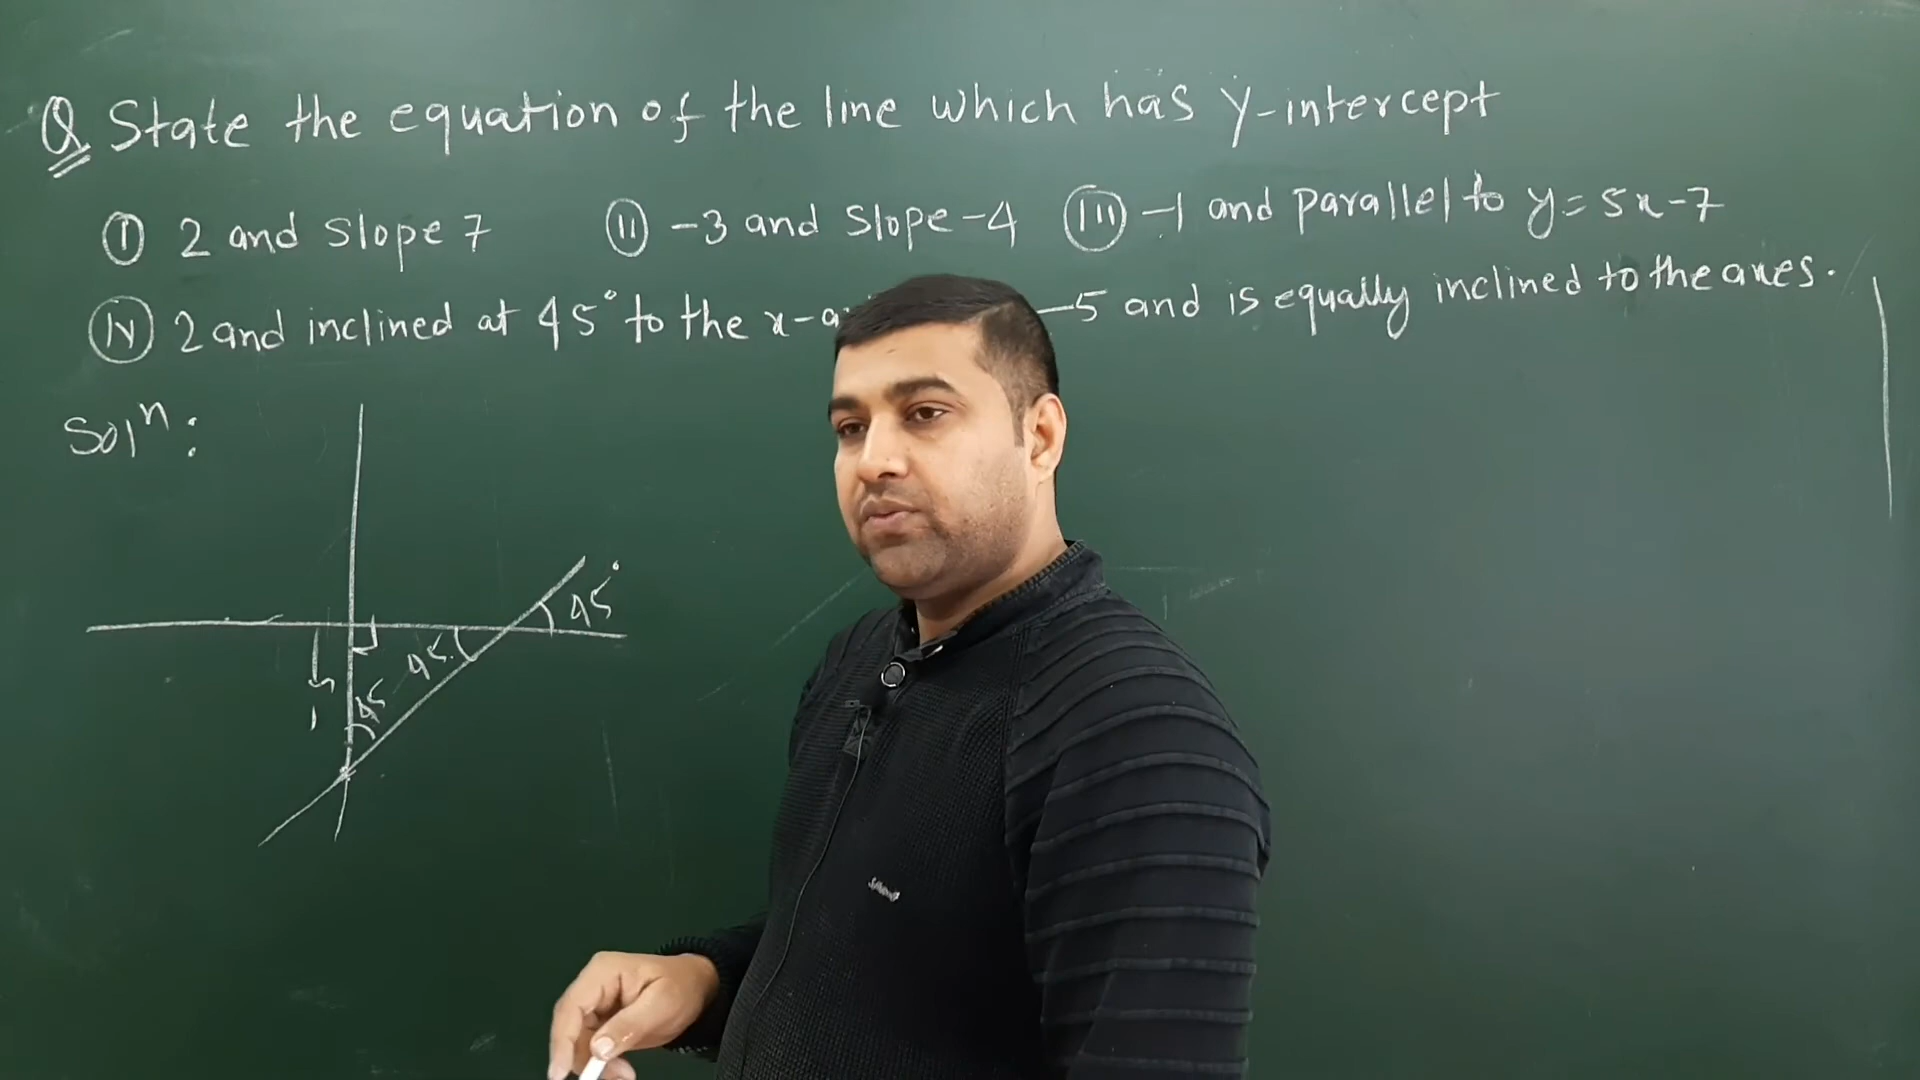 Q State the equation of the line which has y-intercept
(I) 2 and slope 7 (II) -3 and slope -4 (III) -1 and parallel to y=5x-7
(IV) 2 and inclined at 45° to the x-a -5 and is equally inclined to the axes.
Solⁿ:
45°
45
45
-5